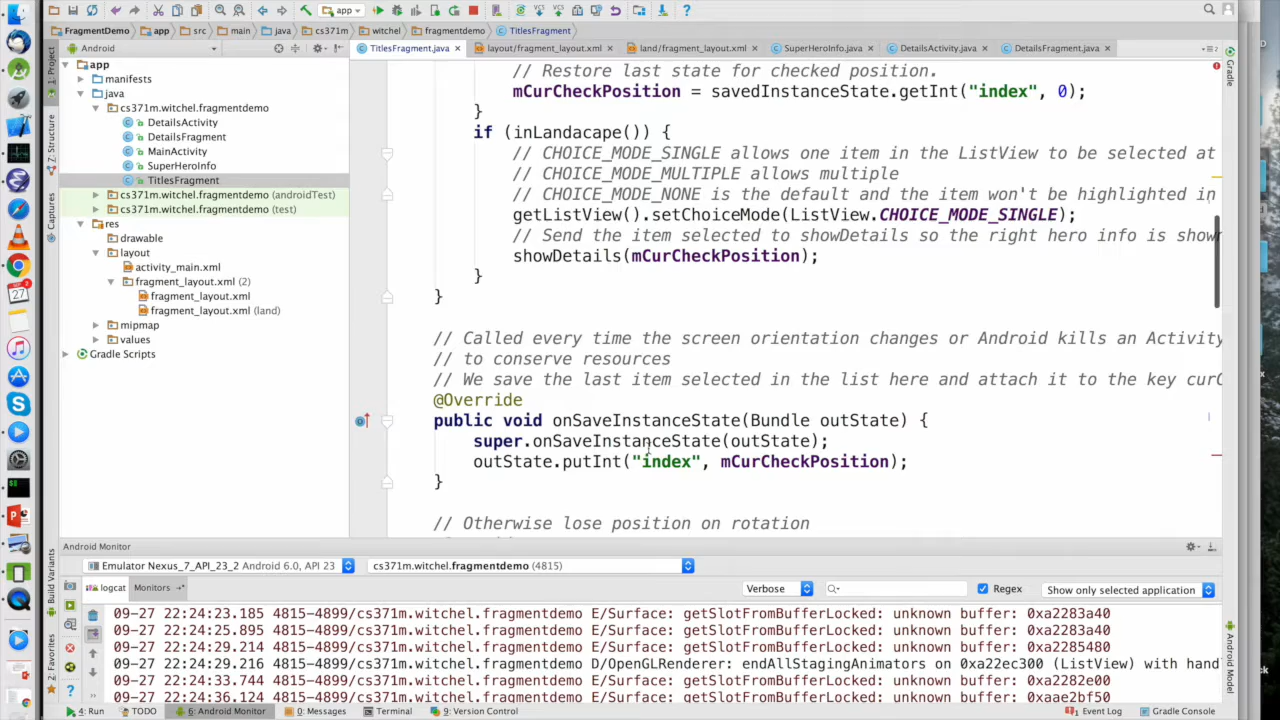 app
FragmentDemo app src main java cs371m witchel fragmentdemo TitlesFragment
Android
TitlesFragment.java layout/fragment_layout.xml land/fragment_layout.xml SuperHeroInfo.java DetailsActivity.java DetailsFragment.java
1: Project
Z: Structure
Captures
Build Variants
2: Favorites
Gradle
Android Model
app
manifests
java
cs371m.witchel.fragmentdemo
DetailsActivity
DetailsFragment
MainActivity
SuperHeroInfo
TitlesFragment
cs371m.witchel.fragmentdemo (androidTest)
cs371m.witchel.fragmentdemo (test)
res
drawable
layout
activity_main.xml
fragment_layout.xml (2)
fragment_layout.xml
fragment_layout.xml (land)
mipmap
values
Gradle Scripts
27
// Restore last state for checked position.
mCurCheckPosition = savedInstanceState.getInt("index", 0);
}
if (inLandacape()) {
// CHOICE_MODE_SINGLE allows one item in the ListView to be selected at
// CHOICE_MODE_MULTIPLE allows multiple
// CHOICE_MODE_NONE is the default and the item won't be highlighted in
getListView().setChoiceMode(ListView.CHOICE_MODE_SINGLE);
// Send the item selected to showDetails so the right hero info is shown
showDetails(mCurCheckPosition);
}
}
// Called every time the screen orientation changes or Android kills an Activity
// to conserve resources
// We save the last item selected in the list here and attach it to the key cur
@Override
public void onSaveInstanceState(Bundle outState) {
super.onSaveInstanceState(outState);
outState.putInt("index", mCurCheckPosition);
}
// Otherwise lose position on rotation
Android Monitor
Emulator Nexus_7_API_23_2 Android 6.0, API 23 cs371m.witchel.fragmentdemo (4815)
logcat Monitors Verbose Regex Show only selected application
09-27 22:24:23.185 4815-4899/cs371m.witchel.fragmentdemo E/Surface: getSlotFromBufferLocked: unknown buffer: 0xa2283a40
09-27 22:24:25.895 4815-4899/cs371m.witchel.fragmentdemo E/Surface: getSlotFromBufferLocked: unknown buffer: 0xa2283a40
09-27 22:24:29.214 4815-4899/cs371m.witchel.fragmentdemo E/Surface: getSlotFromBufferLocked: unknown buffer: 0xa2285480
09-27 22:24:29.216 4815-4899/cs371m.witchel.fragmentdemo D/OpenGLRenderer: endAllStagingAnimators on 0xa22ec300 (ListView) with hand
09-27 22:24:33.744 4815-4899/cs371m.witchel.fragmentdemo E/Surface: getSlotFromBufferLocked: unknown buffer: 0xa2282e00
09-27 22:24:36.124 4815-4899/cs371m.witchel.fragmentdemo E/Surface: getSlotFromBufferLocked: unknown buffer: 0xaae2bf50
4: Run TODO 6: Android Monitor 0: Messages Terminal 9: Version Control Event Log Gradle Console